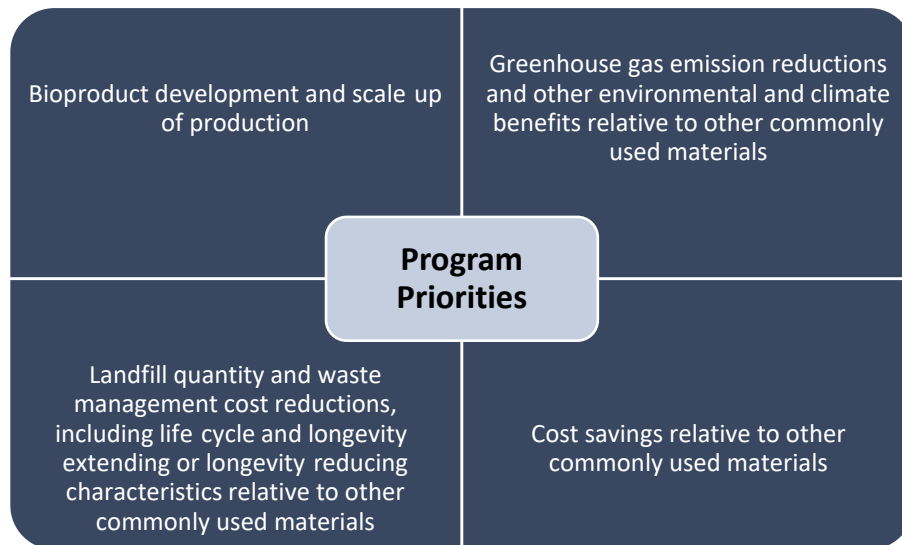 Bioproduct development and scale up
of production
Greenhouse gas emission reductions
and other environmental and climate
benefits relative to other commonly
used materials
Program
Priorities
Landfill quantity and waste
management cost reductions,
including life cycle and longevity
extending or longevity reducing
characteristics relative to other
commonly used materials
Cost savings relative to other
commonly used materials